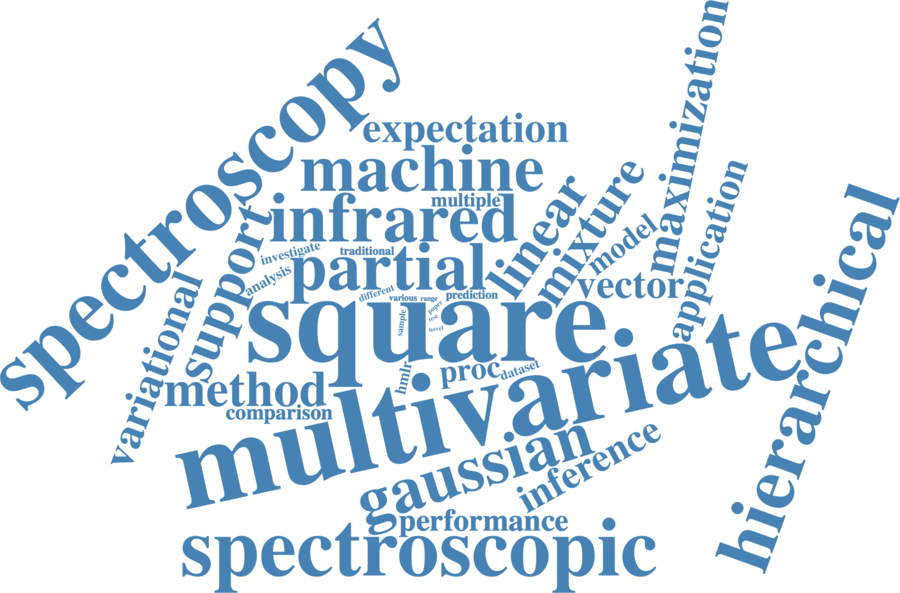 spectroscopy
expectation
machine
multiple
infrared
support
investigate
traditional
analysis
partial
linear
mixture
model
maximization
application
vector
different
various
range
prediction
paper
test
novel
sample
square
variational
method
comparison
hmlr
proc
dataset
multivariate
hierarchical
gaussian
inference
performance
spectroscopic